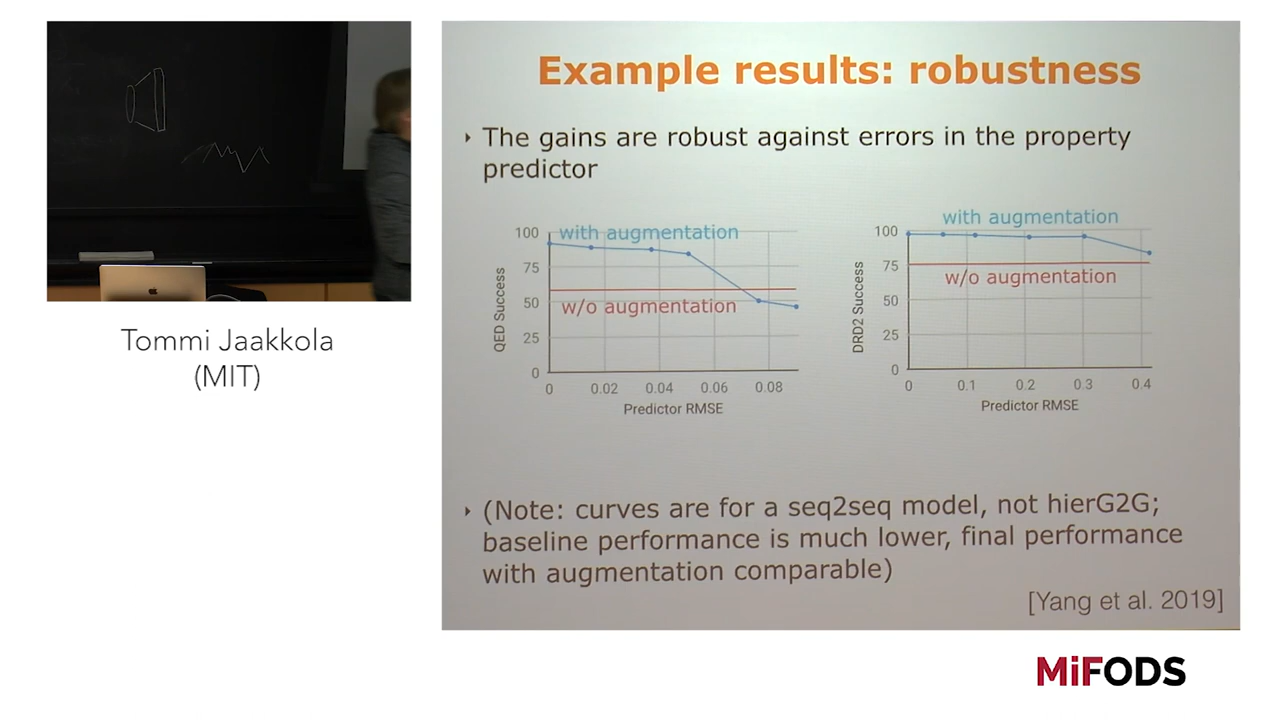 Tommi Jaakkola
(MIT)
Example results: robustness
‣ The gains are robust against errors in the property
predictor
with augmentation
w/o augmentation
QED Success
100
75
50
25
0
0 0.02 0.04 0.06 0.08
Predictor RMSE
with augmentation
w/o augmentation
DRD2 Success
100
75
50
25
0
0 0.1 0.2 0.3 0.4
Predictor RMSE
‣ (Note: curves are for a seq2seq model, not hierG2G;
baseline performance is much lower, final performance
with augmentation comparable)
[Yang et al. 2019]
MiFODS